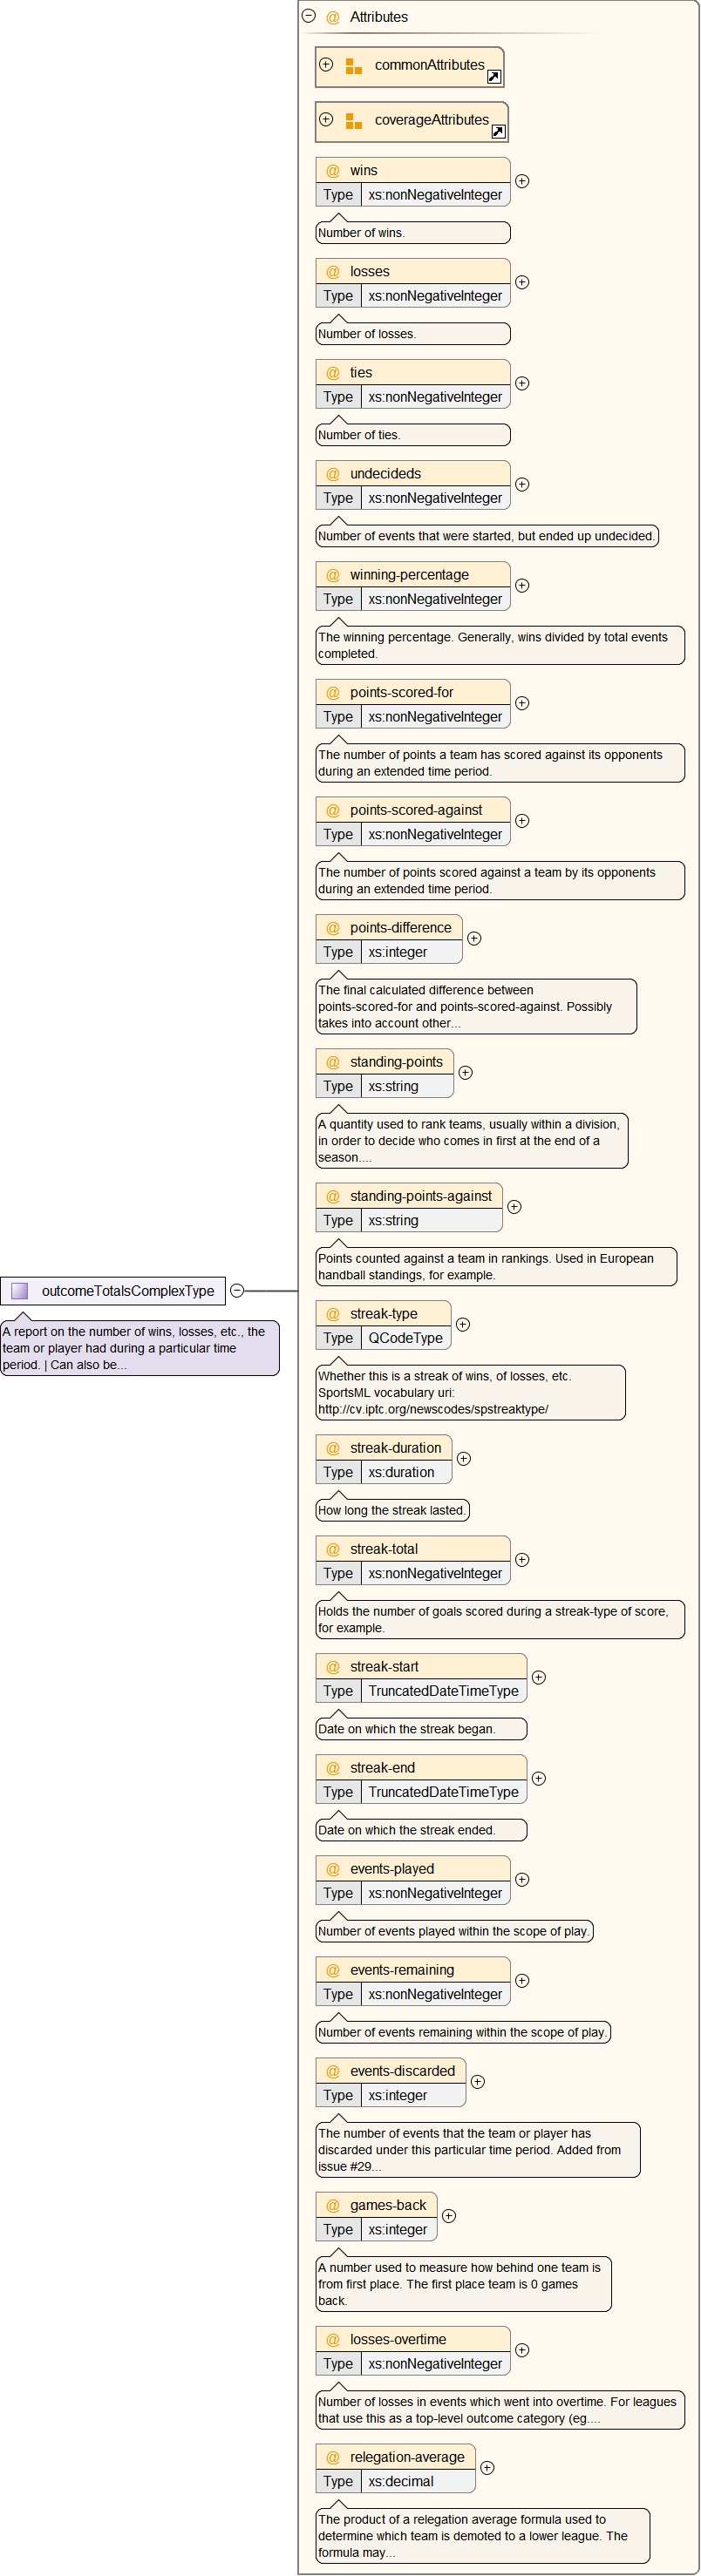 @ Attributes
commonAttributes
coverageAttributes
@ wins
Type xs:nonNegativeInteger
Number of wins.
@ losses
Type xs:nonNegativeInteger
Number of losses.
@ ties
Type xs:nonNegativeInteger
Number of ties.
@ undecideds
Type xs:nonNegativeInteger
Number of events that were started, but ended up undecided.
@ winning-percentage
Type xs:nonNegativeInteger
The winning percentage. Generally, wins divided by total events
completed.
@ points-scored-for
Type xs:nonNegativeInteger
The number of points a team has scored against its opponents
during an extended time period.
@ points-scored-against
Type xs:nonNegativeInteger
The number of points scored against a team by its opponents
during an extended time period.
@ points-difference
Type xs:integer
The final calculated difference between
points-scored-for and points-scored-against. Possibly
takes into account other...
@ standing-points
Type xs:string
A quantity used to rank teams, usually within a division,
in order to decide who comes in first at the end of a
season....
@ standing-points-against
Type xs:string
Points counted against a team in rankings. Used in European
handball standings, for example.
outcomeTotalsComplexType
A report on the number of wins, losses, etc., the
team or player had during a particular time
period. | Can also be...
@ streak-type
Type QCodeType
Whether this is a streak of wins, of losses, etc.
SportsML vocabulary uri:
http://cv.iptc.org/newscodes/spstreaktype/
@ streak-duration
Type xs:duration
How long the streak lasted.
@ streak-total
Type xs:nonNegativeInteger
Holds the number of goals scored during a streak-type of score,
for example.
@ streak-start
Type TruncatedDateTimeType
Date on which the streak began.
@ streak-end
Type TruncatedDateTimeType
Date on which the streak ended.
@ events-played
Type xs:nonNegativeInteger
Number of events played within the scope of play.
@ events-remaining
Type xs:nonNegativeInteger
Number of events remaining within the scope of play.
@ events-discarded
Type xs:integer
The number of events that the team or player has
discarded under this particular time period. Added from
issue #29...
@ games-back
Type xs:integer
A number used to measure how behind one team is
from first place. The first place team is 0 games
back.
@ losses-overtime
Type xs:nonNegativeInteger
Number of losses in events which went into overtime. For leagues
that use this as a top-level outcome category (eg....
@ relegation-average
Type xs:decimal
The product of a relegation average formula used to
determine which team is demoted to a lower league. The
formula may...